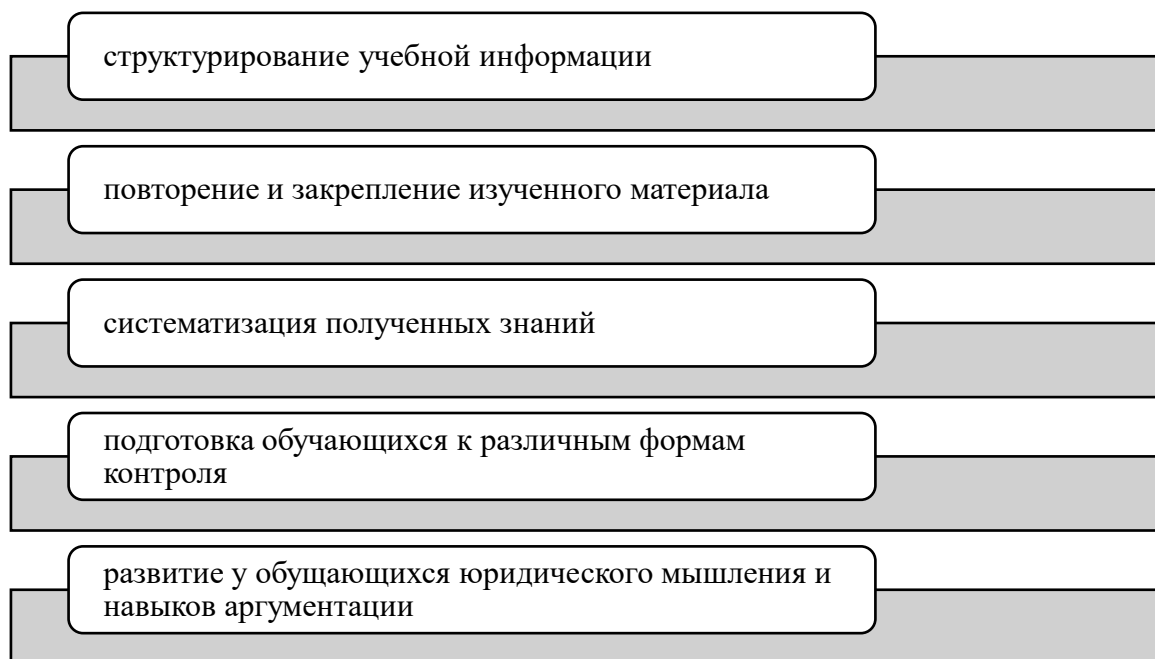 структурирование учебной информации
повторение и закрепление изученного материала
систематизация полученных знаний
подготовка обучающихся к различным формам
контроля
развитие у обущающихся юридического мышления и
навыков аргументации